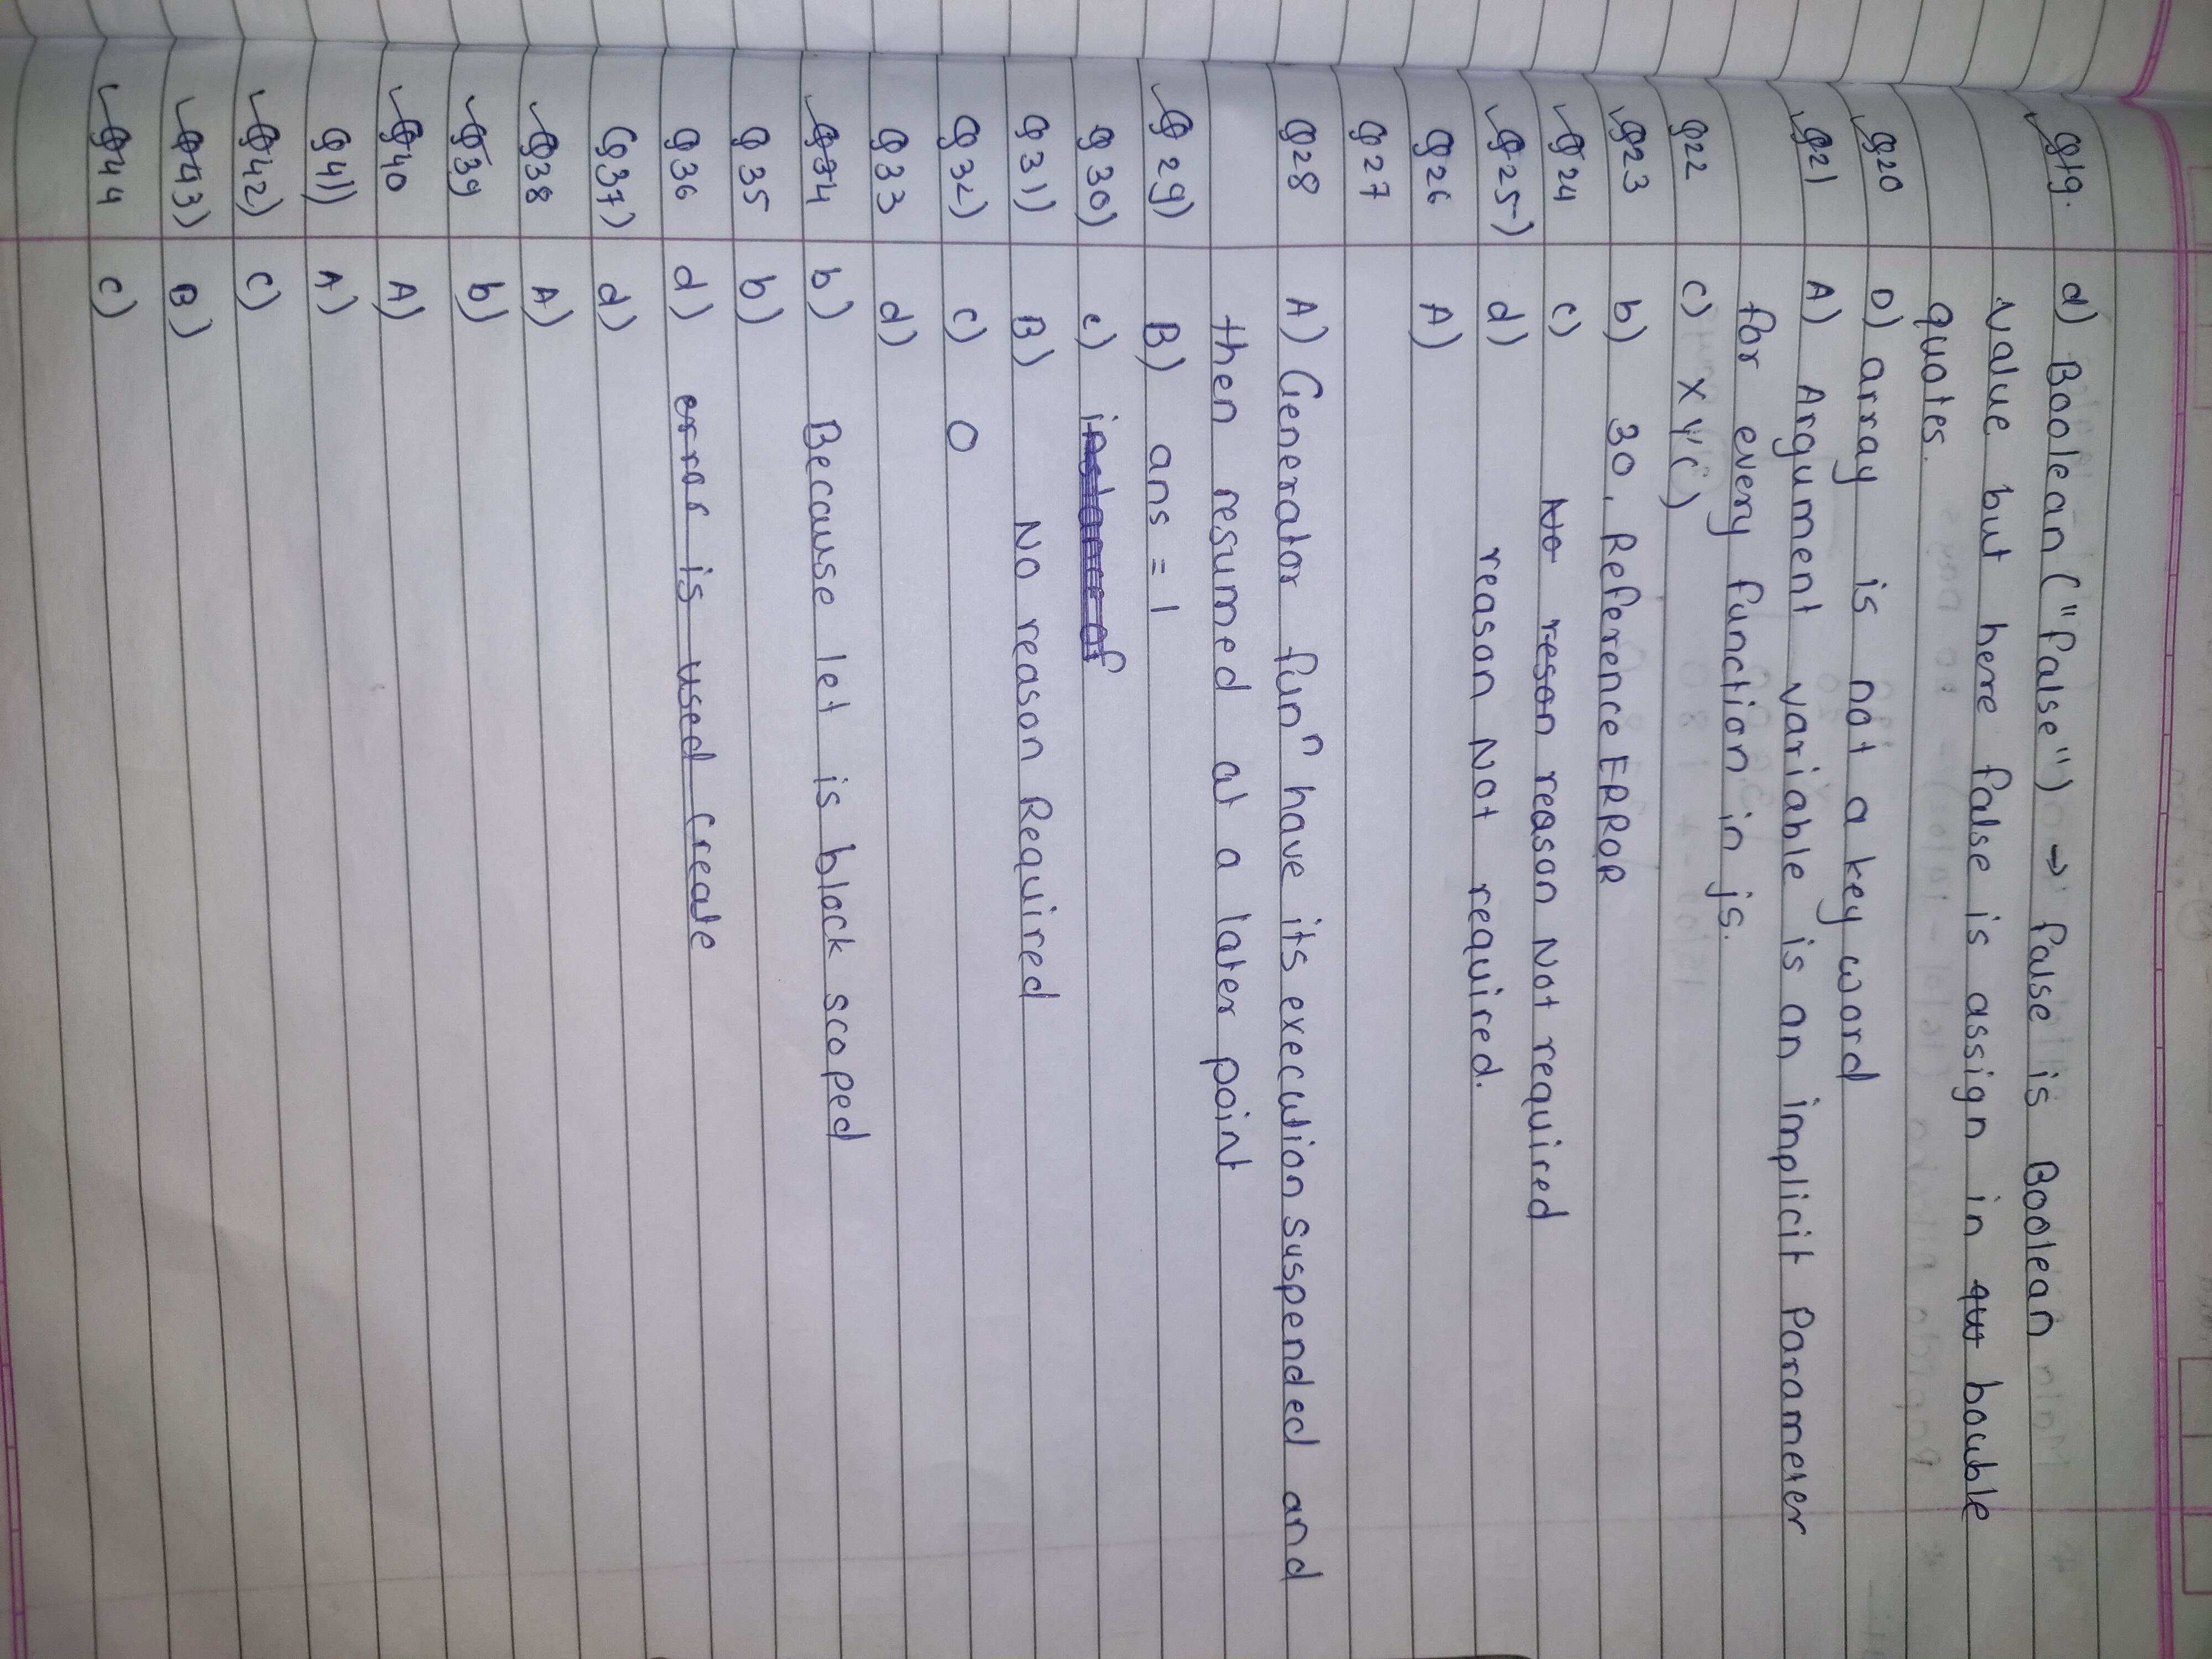 Q19. d) Boolean ("false") → false is Boolean
value but here false is assign in bouble
quotes.
Q20 D) array is not a key word
Q21 A) Argument variable is an implicit Parameter
for every function in js.
Q22 C) XY()
Q23 b) 30, Reference ERROR
Q24 c) No reson reason Not required
Q25) d) reason Not required.
Q26 A)
Q27
Q28 A) Generator funⁿ have its execution suspended and
then resumed at a later point
Q29) B) ans = 1
Q30) c) instance of
Q31) B) No reason Required
Q32) c) 0
Q33 d)
Q34 b) Because let is block scoped
Q35 b)
Q36 d) error is used create
Q37) d)
Q38 A)
Q39 b)
Q40 A)
Q41) A)
Q42) C)
Q43) B)
Q44 C)